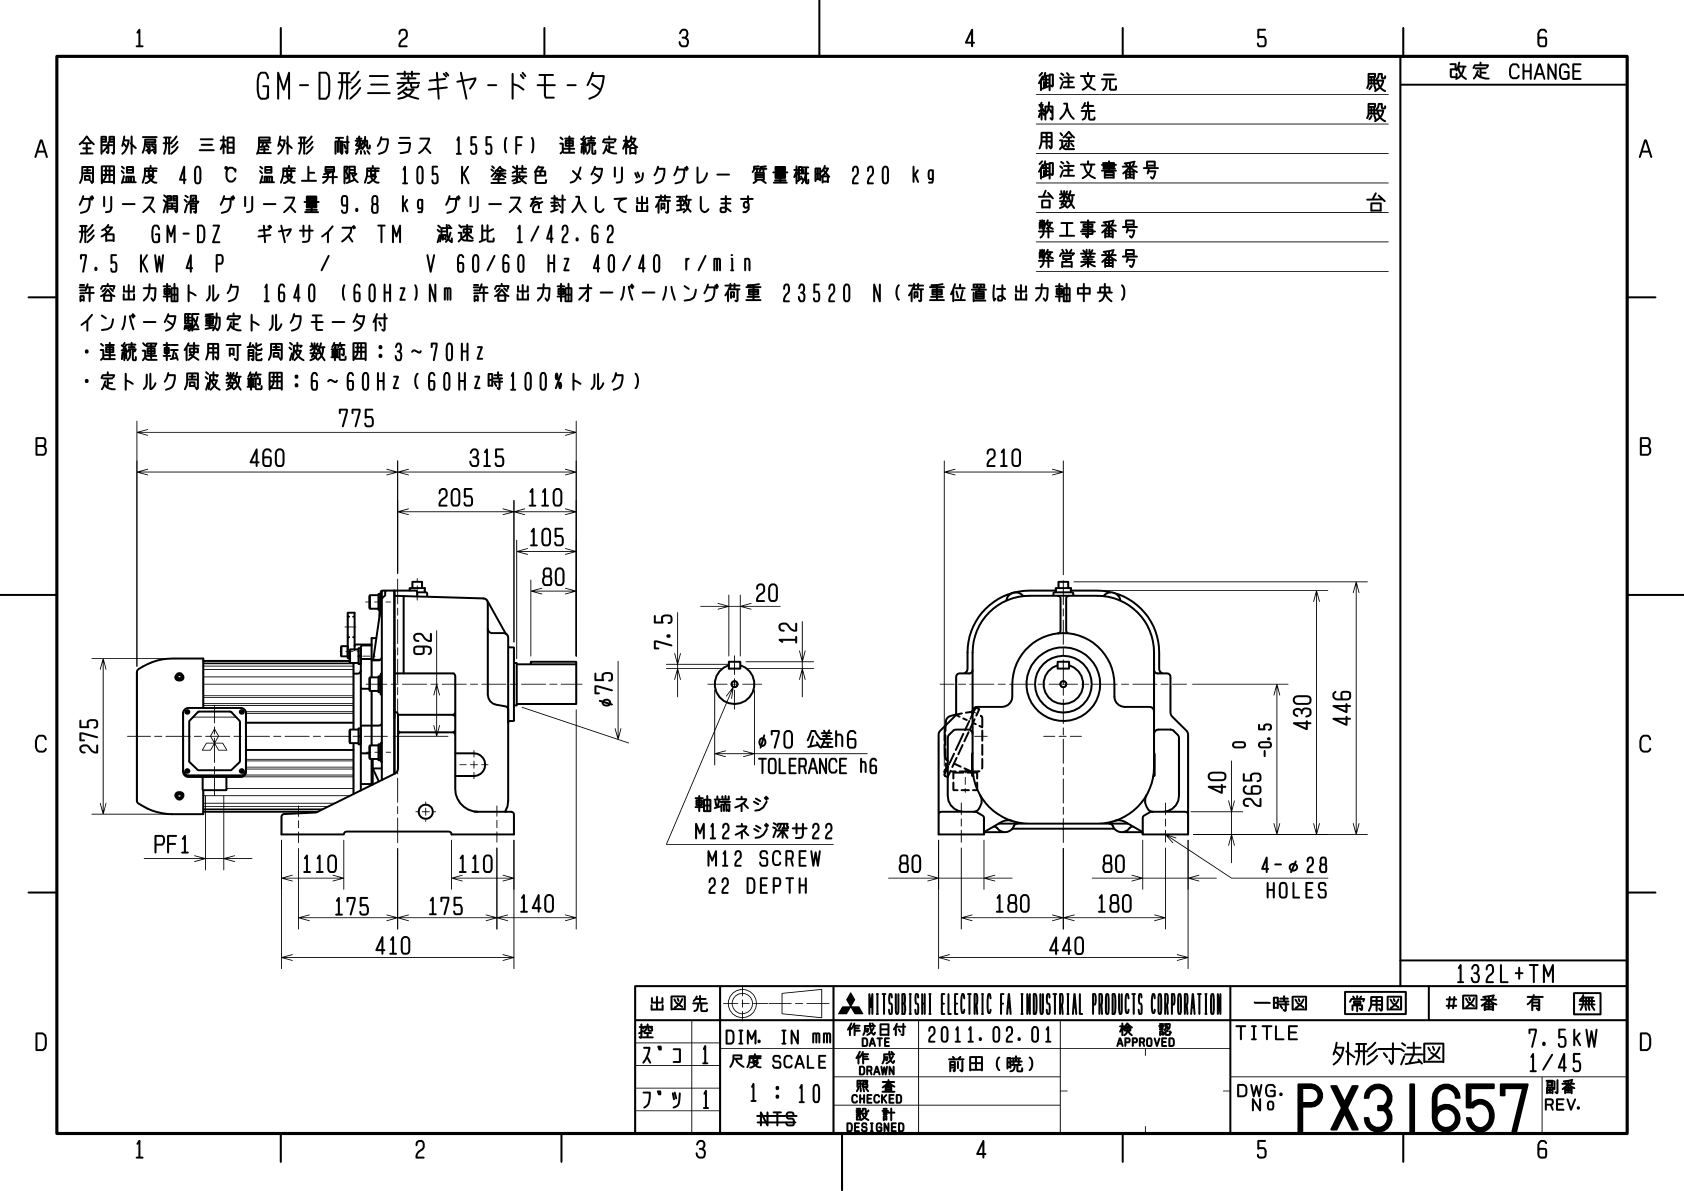 1 2 3 4 5 6
改定 CHANGE
GM-D形三菱ギヤ-ドモ-タ
御注文元 殿
納入先 殿
用途
御注文書番号
台数 台
弊工事番号
弊営業番号
A A
全閉外扇形 三相 屋外形 耐熱クラス 155(F) 連続定格
周囲温度 40 ℃ 温度上昇限度 105 K 塗装色 メタリックグレー 質量概略 220 kg
グリース潤滑 グリース量 9.8 kg グリースを封入して出荷致します
形名 GM-DZ ギヤサイズ TM 減速比 1/42.62
7.5 KW 4 P / V 60/60 Hz 40/40 r/min
許容出力軸トルク 1640 (60Hz)Nm 許容出力軸オーバーハング荷重 23520 N(荷重位置は出力軸中央)
インバータ駆動定トルクモータ付
・連続運転使用可能周波数範囲:3~70Hz
・定トルク周波数範囲:6~60Hz(60Hz時100%トルク)
B B
775
460 315
205 110
105
80
92
275
φ75
PF1
110 110
175 175 140
410
20
7.5
12
φ70 公差h6
TOLERANCE h6
軸端ネジ
M12ネジ深サ22
M12 SCREW
22 DEPTH
210
430
446
0
-0.5
265
40
80 80
180 180
440
4-φ28
HOLES
C C
132L+TM
出図先
MITSUBISHI ELECTRIC FA INDUSTRIAL PRODUCTS CORPORATION
一時図 常用図 #図番 有 無
控
ズコ 1
ブツ 1
DIM. IN mm
尺度 SCALE
1 : 10
NTS
作成日付
DATE
2011.02.01
作 成
DRAWN
前田(暁)
照 査
CHECKED
設 計
DESIGNED
検 認
APPROVED
TITLE
外形寸法図
7.5kW
1/45
DWG.
No
PX31657
副番
REV.
D D
1 2 3 4 5 6